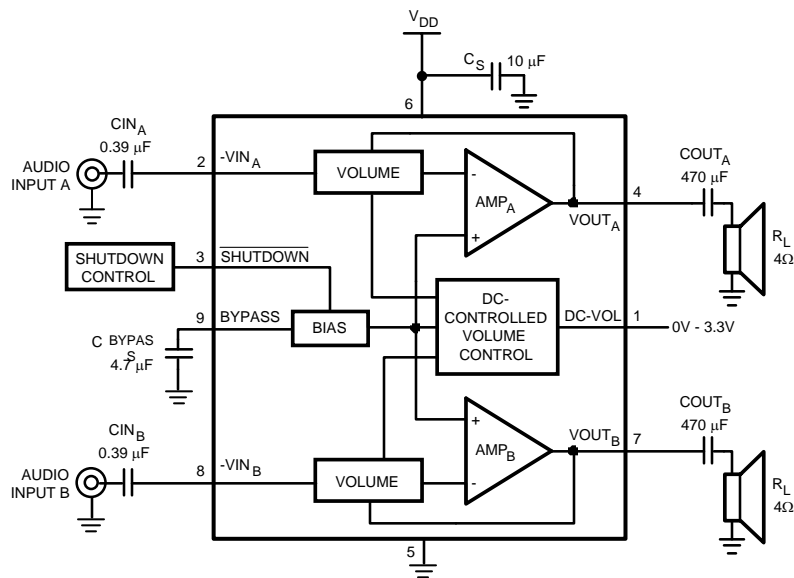 VDD
CS 10 μF
6
CINA
0.39 μF
AUDIO
INPUT A
2
-VINA
VOLUME
-
AMPA
+
VOUTA
4
COUTA
470 μF
RL
4Ω
SHUTDOWN
CONTROL
3
SHUTDOWN
BIAS
9
BYPASS
C BYPAS
S
4.7 μF
DC-
CONTROLLED
VOLUME
CONTROL
DC-VOL
1
0V - 3.3V
CINB
0.39 μF
AUDIO
INPUT B
8
-VINB
VOLUME
+
AMPB
-
VOUTB
7
COUTB
470 μF
RL
4Ω
5